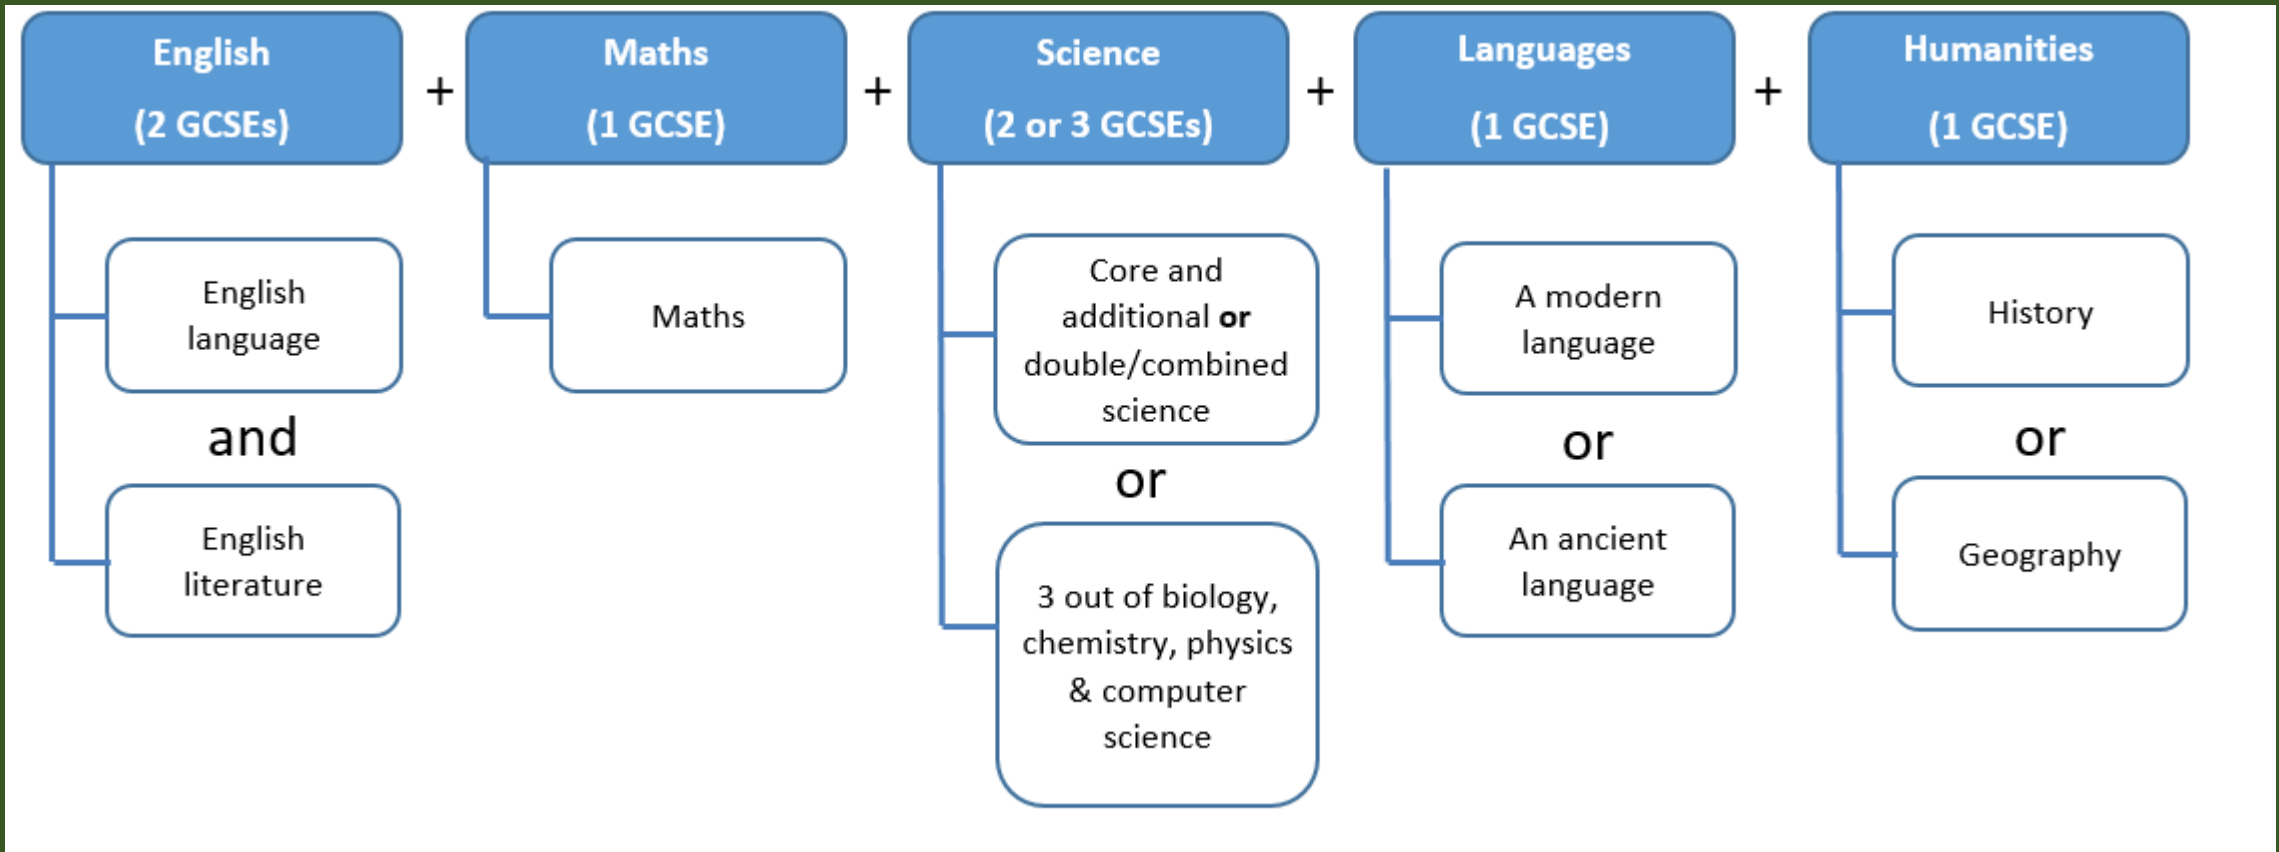 English
(2 GCSEs)
+
Maths
(1 GCSE)
+
Science
(2 or 3 GCSEs)
+
Languages
(1 GCSE)
+
Humanities
(1 GCSE)
English
language
and
English
literature
Maths
Core and
additional or
double/combined
science
or
3 out of biology,
chemistry, physics
& computer
science
A modern
language
or
An ancient
language
History
or
Geography